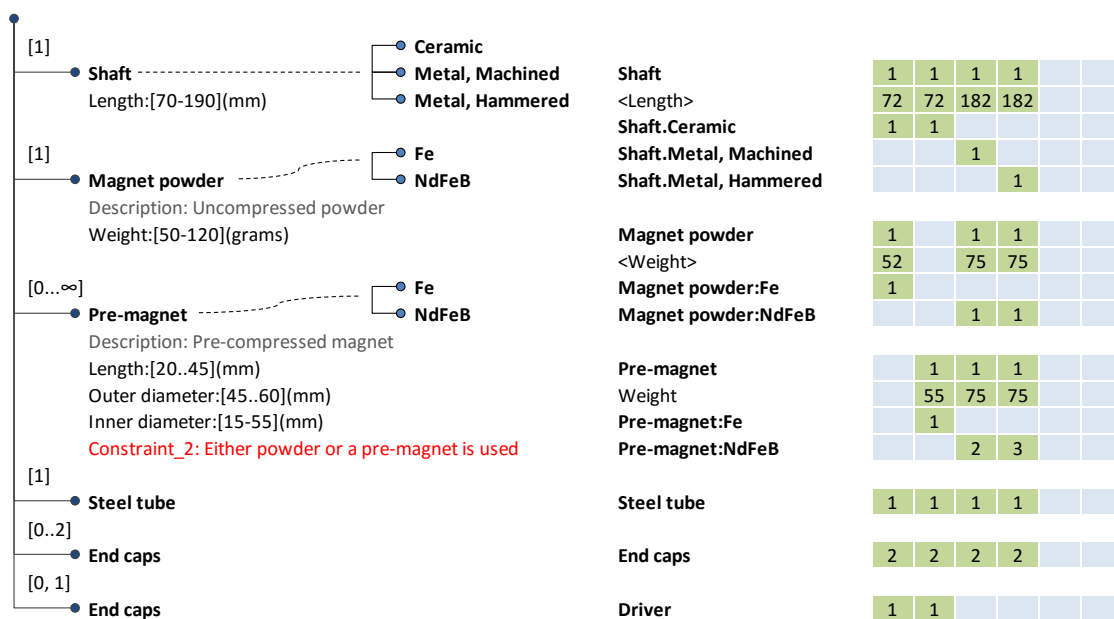 [1]
Ceramic
Shaft Metal, Machined Shaft 1 1 1 1
Length:[70-190](mm) Metal, Hammered <Length> 72 72 182 182
Shaft.Ceramic 1 1
[1] Fe Shaft.Metal, Machined 1
Magnet powder NdFeB Shaft.Metal, Hammered 1
Description: Uncompressed powder
Weight:[50-120](grams) Magnet powder 1 1 1
<Weight> 52 75 75
[0...∞] Fe Magnet powder:Fe 1
Pre-magnet NdFeB Magnet powder:NdFeB 1 1
Description: Pre-compressed magnet
Length:[20..45](mm) Pre-magnet 1 1 1
Outer diameter:[45..60](mm) Weight 55 75 75
Inner diameter:[15-55](mm) Pre-magnet:Fe 1
Constraint_2: Either powder or a pre-magnet is used Pre-magnet:NdFeB 2 3
[1]
Steel tube Steel tube 1 1 1 1
[0..2]
End caps End caps 2 2 2 2
[0, 1]
End caps Driver 1 1